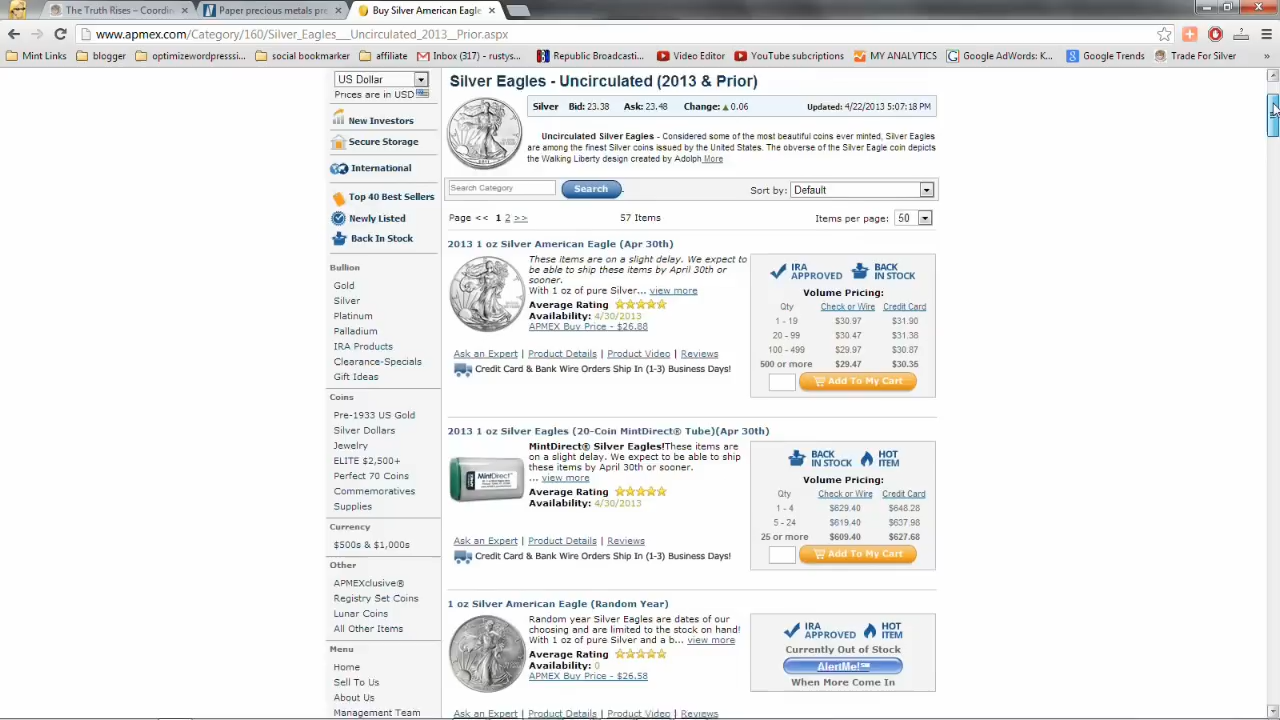 The Truth Rises – Coordin
Paper precious metals pr
Buy Silver American Eagle
www.apmex.com/Category/160/Silver_Eagles__Uncirculated_2013__Prior.aspx
Mint Links
blogger
optimizewordpresssi...
social bookmarker
affiliate
Inbox (317) - rustys...
Republic Broadcasti...
Video Editor
YouTube subcriptions
MY ANALYTICS
Google AdWords: K...
Google Trends
Trade For Silver
»
US Dollar
Prices are in USD
New Investors
Secure Storage
International
Top 40 Best Sellers
Newly Listed
Back In Stock
Bullion
Gold
Silver
Platinum
Palladium
IRA Products
Clearance-Specials
Gift Ideas
Coins
Pre-1933 US Gold
Silver Dollars
Jewelry
ELITE $2,500+
Perfect 70 Coins
Commemoratives
Supplies
Currency
$500s & $1,000s
Other
APMEXclusive®
Registry Set Coins
Lunar Coins
All Other Items
Menu
Home
Sell To Us
About Us
Management Team
Silver Eagles - Uncirculated (2013 & Prior)
Silver Bid: 23.38 Ask: 23.48 Change: 0.06 Updated: 4/22/2013 5:07:18 PM
Uncirculated Silver Eagles - Considered some of the most beautiful coins ever minted, Silver Eagles
are among the finest Silver coins issued by the United States. The obverse of the Silver Eagle coin depicts
the Walking Liberty design created by Adolph More
Search Category
Search
Sort by: Default
Page << 1 2 >>
57 Items
Items per page: 50
2013 1 oz Silver American Eagle (Apr 30th)
These items are on a slight delay. We expect to
be able to ship these items by April 30th or
sooner.
With 1 oz of pure Silver... view more
Average Rating
Availability: 4/30/2013
APMEX Buy Price - $26.88
Ask an Expert | Product Details | Product Video | Reviews
Credit Card & Bank Wire Orders Ship In (1-3) Business Days!
IRA APPROVED BACK IN STOCK
Volume Pricing:
Qty Check or Wire Credit Card
1 - 19 $30.97 $31.90
20 - 99 $30.47 $31.38
100 - 499 $29.97 $30.87
500 or more $29.47 $30.35
Add To My Cart
2013 1 oz Silver Eagles (20-Coin MintDirect® Tube)(Apr 30th)
MintDirect
MintDirect® Silver Eagles!These items are
on a slight delay. We expect to be able to ship
these items by April 30th or sooner.
... view more
Average Rating
Availability: 4/30/2013
Ask an Expert | Product Details | Reviews
Credit Card & Bank Wire Orders Ship In (1-3) Business Days!
BACK IN STOCK HOT ITEM
Volume Pricing:
Qty Check or Wire Credit Card
1 - 4 $629.40 $648.28
5 - 24 $619.40 $637.98
25 or more $609.40 $627.68
Add To My Cart
1 oz Silver American Eagle (Random Year)
Random year Silver Eagles are dates of our
choosing and are limited to the stock on hand!
With 1 oz of pure Silver and a b... view more
Average Rating
Availability: 0
APMEX Buy Price - $26.58
Ask an Expert | Product Details | Product Video | Reviews
IRA APPROVED HOT ITEM
Currently Out of Stock
AlertMe!
When More Come In